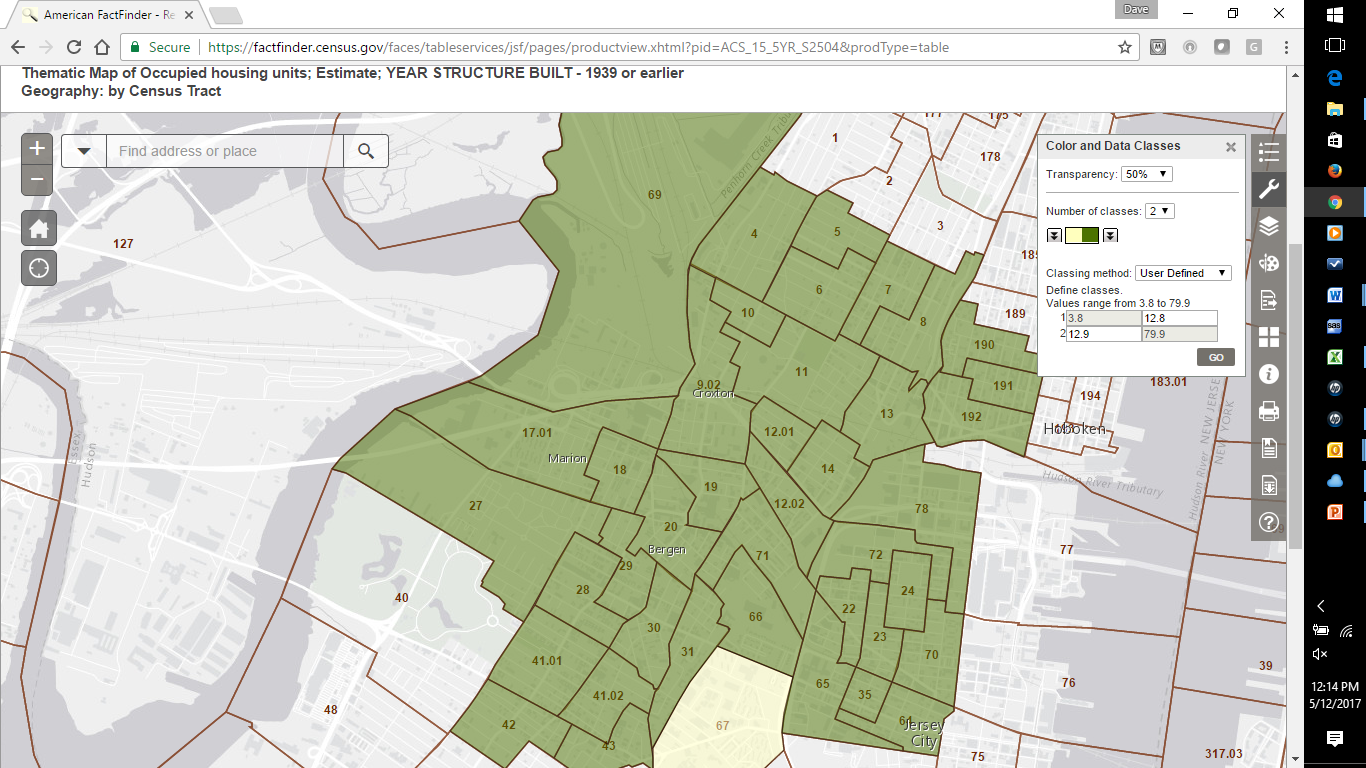 American FactFinder - Re
Dave
Secure
https://factfinder.census.gov/faces/tableservices/jsf/pages/productview.xhtml?pid=ACS_15_5YR_S2504&prodType=table
Thematic Map of Occupied housing units; Estimate; YEAR STRUCTURE BUILT - 1939 or earlier
Geography: by Census Tract
Find address or place
Color and Data Classes
Transparency: 50%
Number of classes: 2
Classing method: User Defined
Define classes.
Values range from 3.8 to 79.9
1 3.8 12.8
2 12.9 79.9
GO
175
1
178
2
3
69
Penhorn Creek
4
5
127
6
7
189
10
8
190
9.02
Croxton
11
191
183.01
194
13
192
Hoboken
17.01
12.01
Marion
18
14
Essex
Hudson
Hudson River Tributary
Hudson River
NEW JERSEY
NEW YORK
19
27
12.02
78
20
Bergen
71
72
77
29
28
24
40
22
66
30
23
31
70
41.01
39
65
76
41.02
35
48
42
67
Jersey
City
43
75
317.03
12:14 PM
5/12/2017